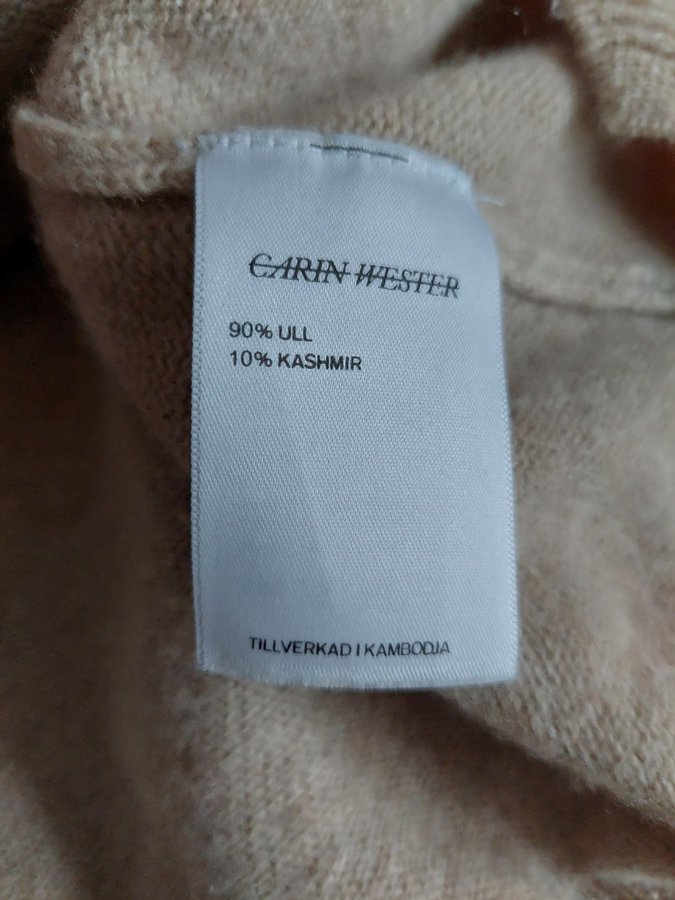 CARIN WESTER
90% ULL
10% KASHMIR
TILLVERKAD I KAMBODJA